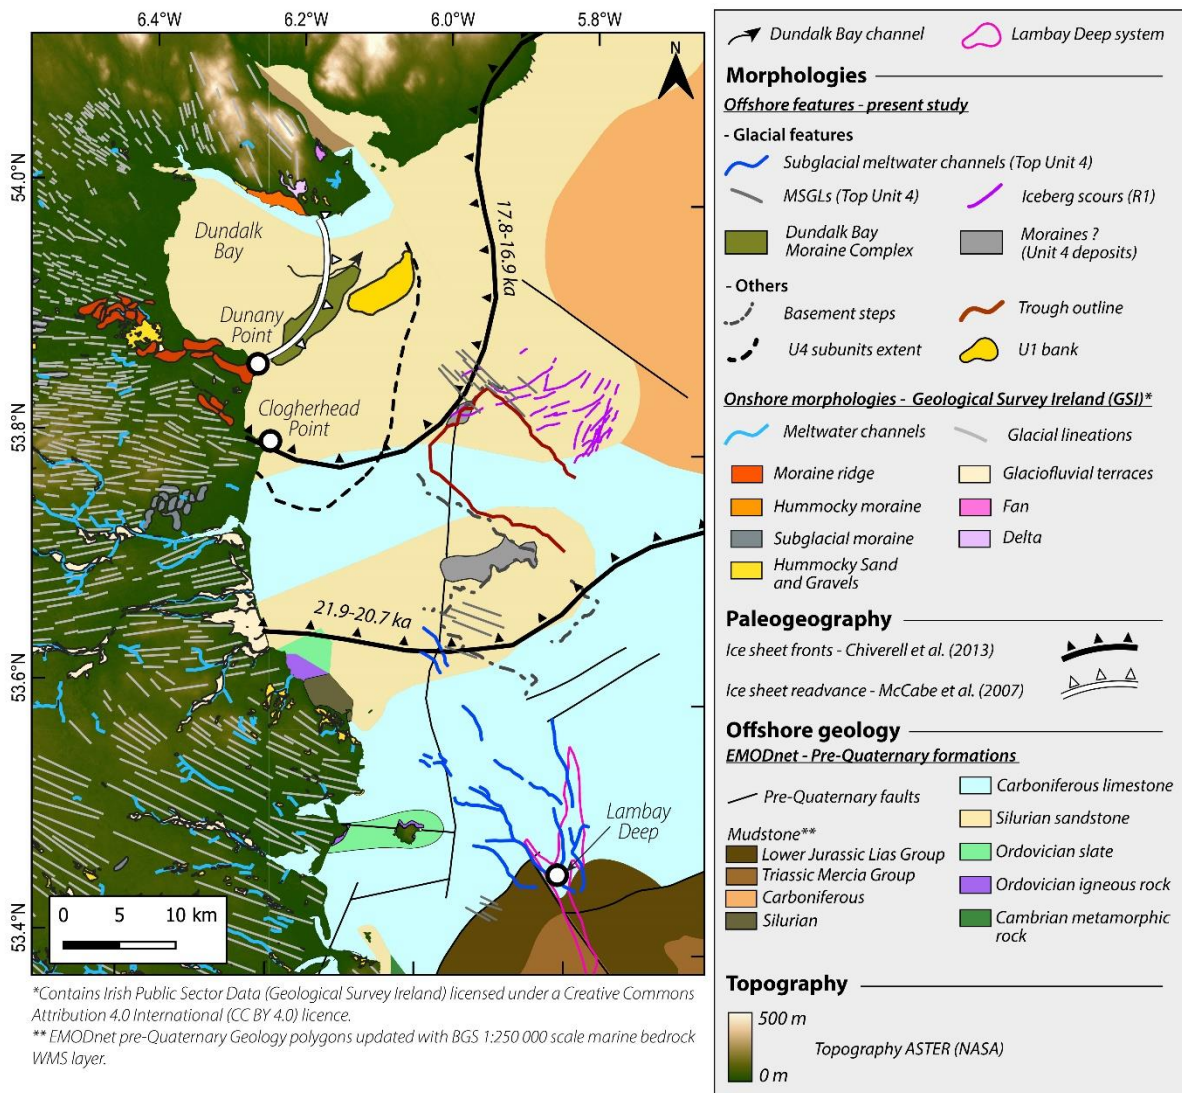 6.4°W
6.2°W
6.0°W
5.8°W
54.0°N
53.8°N
53.6°N
53.4°N
N
Dundalk
Bay
Dunany
Point
Clogherhead
Point
17.8-16.9 ka
21.9-20.7 ka
Lambay
Deep
0 5 10 km
*Contains Irish Public Sector Data (Geological Survey Ireland) licensed under a Creative Commons
Attribution 4.0 International (CC BY 4.0) licence.
** EMODnet pre-Quaternary Geology polygons updated with BGS 1:250 000 scale marine bedrock
WMS layer.
Dundalk Bay channel
Lambay Deep system
Morphologies
Offshore features - present study
- Glacial features
Subglacial meltwater channels (Top Unit 4)
MSGLs (Top Unit 4)
Iceberg scours (R1)
Dundalk Bay
Moraine Complex
Moraines ?
(Unit 4 deposits)
- Others
Basement steps
Trough outline
U4 subunits extent
U1 bank
Onshore morphologies - Geological Survey Ireland (GSI)*
Meltwater channels
Glacial lineations
Moraine ridge
Glaciofluvial terraces
Hummocky moraine
Fan
Subglacial moraine
Delta
Hummocky Sand
and Gravels
Paleogeography
Ice sheet fronts - Chiverell et al. (2013)
Ice sheet readvance - McCabe et al. (2007)
Offshore geology
EMODnet - Pre-Quaternary formations
Pre-Quaternary faults
Carboniferous limestone
Silurian sandstone
Mudstone**
Lower Jurassic Lias Group
Ordovician slate
Triassic Mercia Group
Ordovician igneous rock
Carboniferous
Silurian
Cambrian metamorphic
rock
Topography
500 m
Topography ASTER (NASA)
0 m